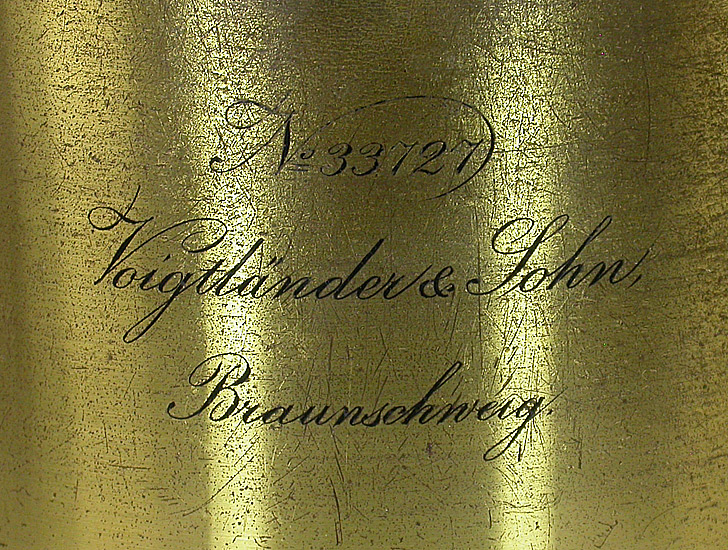 No 33727
Voigtländer & Sohn,
Braunschweig.